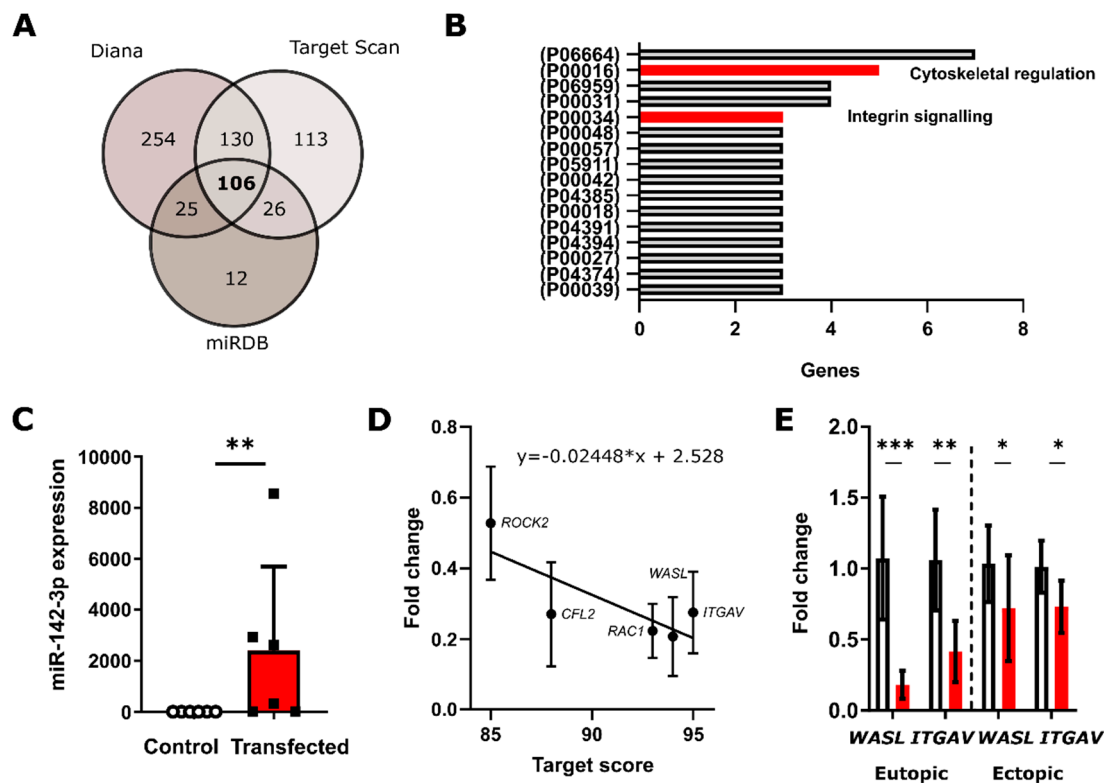 A
Diana
Target Scan
254
130
113
106
25
26
12
miRDB
B
(P06664)
(P00016)
(P06959)
(P00031)
(P00034)
(P00048)
(P00057)
(P05911)
(P00042)
(P04385)
(P00018)
(P04391)
(P04394)
(P00027)
(P04374)
(P00039)
Cytoskeletal regulation
Integrin signalling
0 2 4 6 8
Genes
C
miR-142-3p expression
10000
8000
6000
4000
2000
0
**
Control Transfected
D
Fold change
0.8
0.6
0.4
0.2
0.0
y=-0.02448*x + 2.528
ROCK2
CFL2
RAC1
WASL
ITGAV
85 90 95
Target score
E
Fold change
2.0
1.5
1.0
0.5
0.0
*** ** * *
WASL ITGAV WASL ITGAV
Eutopic Ectopic